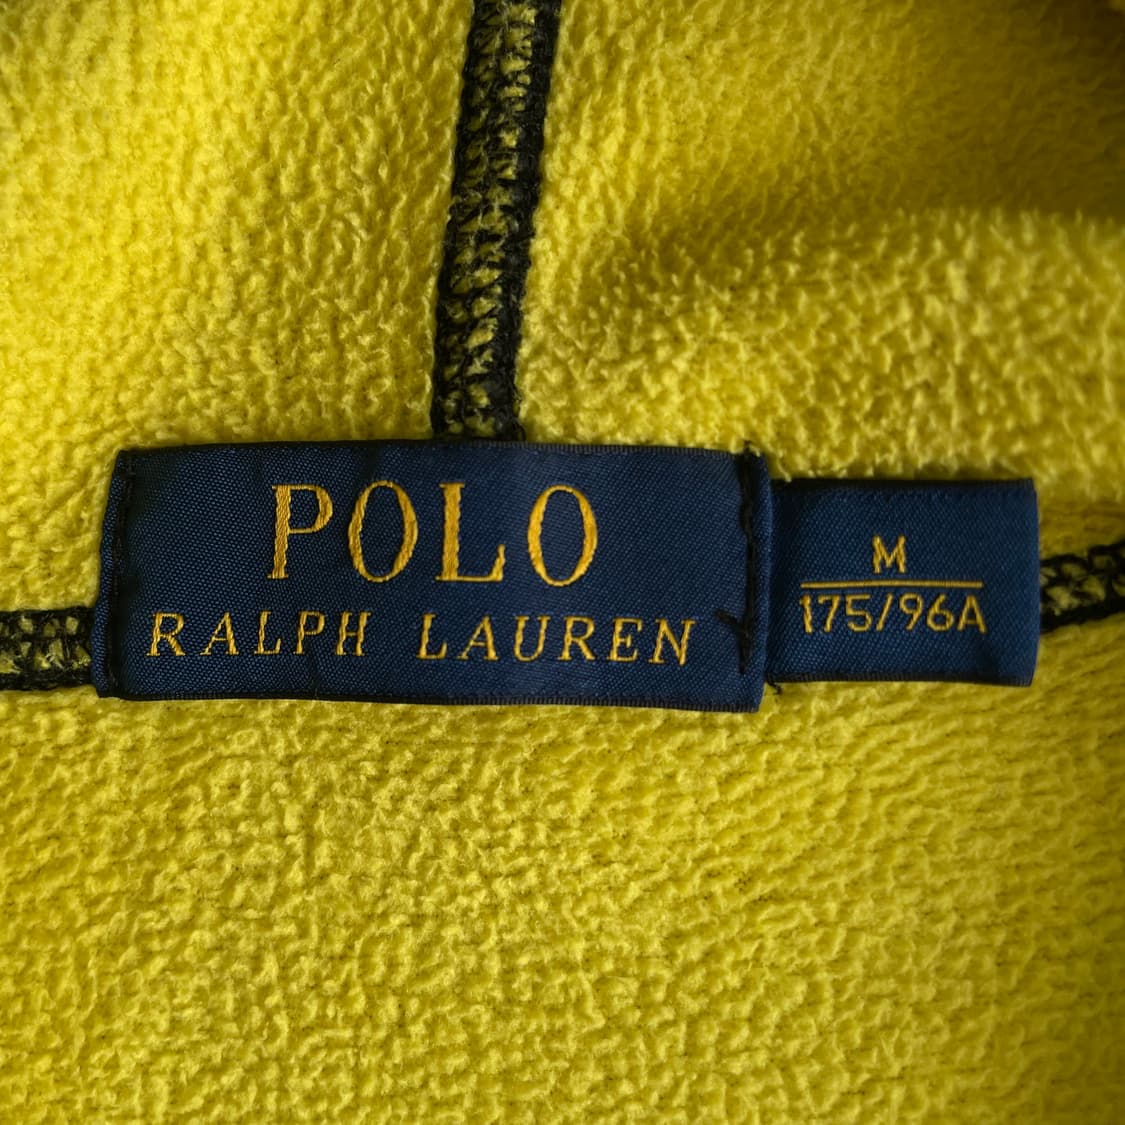 POLO
RALPH LAUREN
M
175/96A